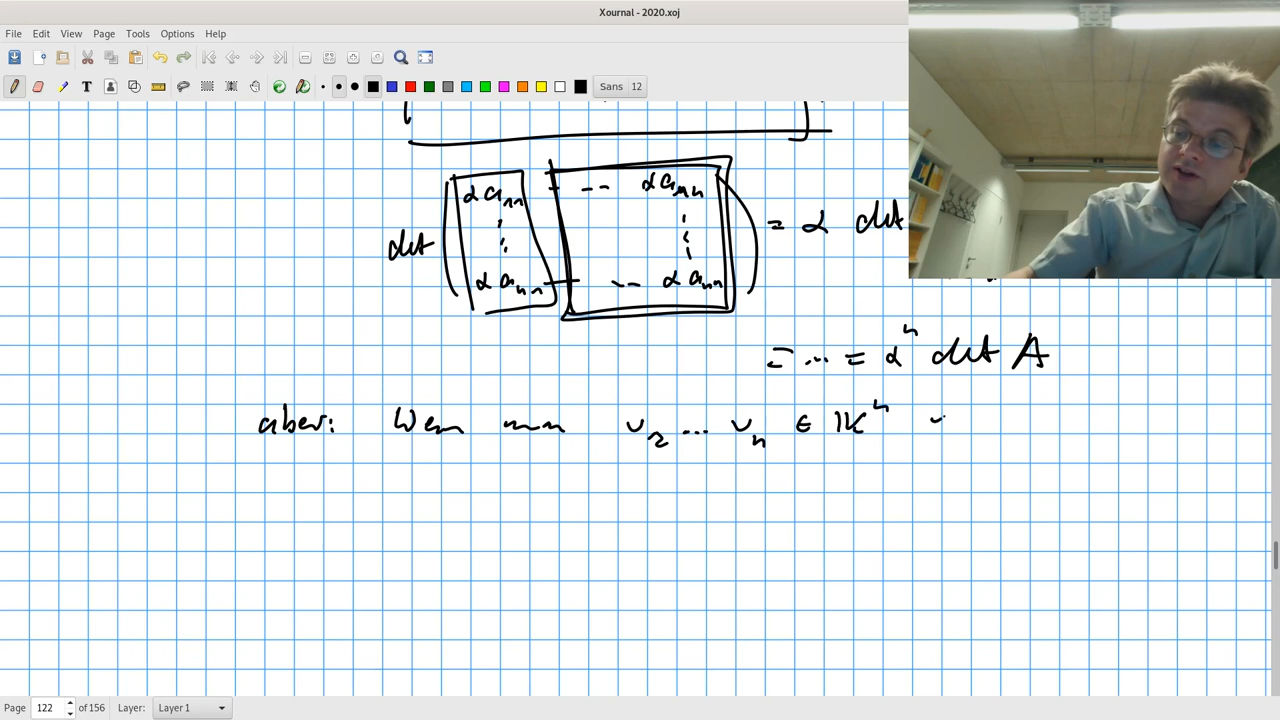 Xournal - 2020.xoj
File Edit View Page Tools Options Help
T Sans 12
αa₁₁ - -- αa₁ₙ
det ( ⋮ ⋮ ) = α det
αaₙ₁ -- αaₙₙ
= ... = αⁿ det A
aber: Wenn man v₂ ... vₙ ∈ 𝕂ⁿ
Page 122 of 156 Layer: Layer 1